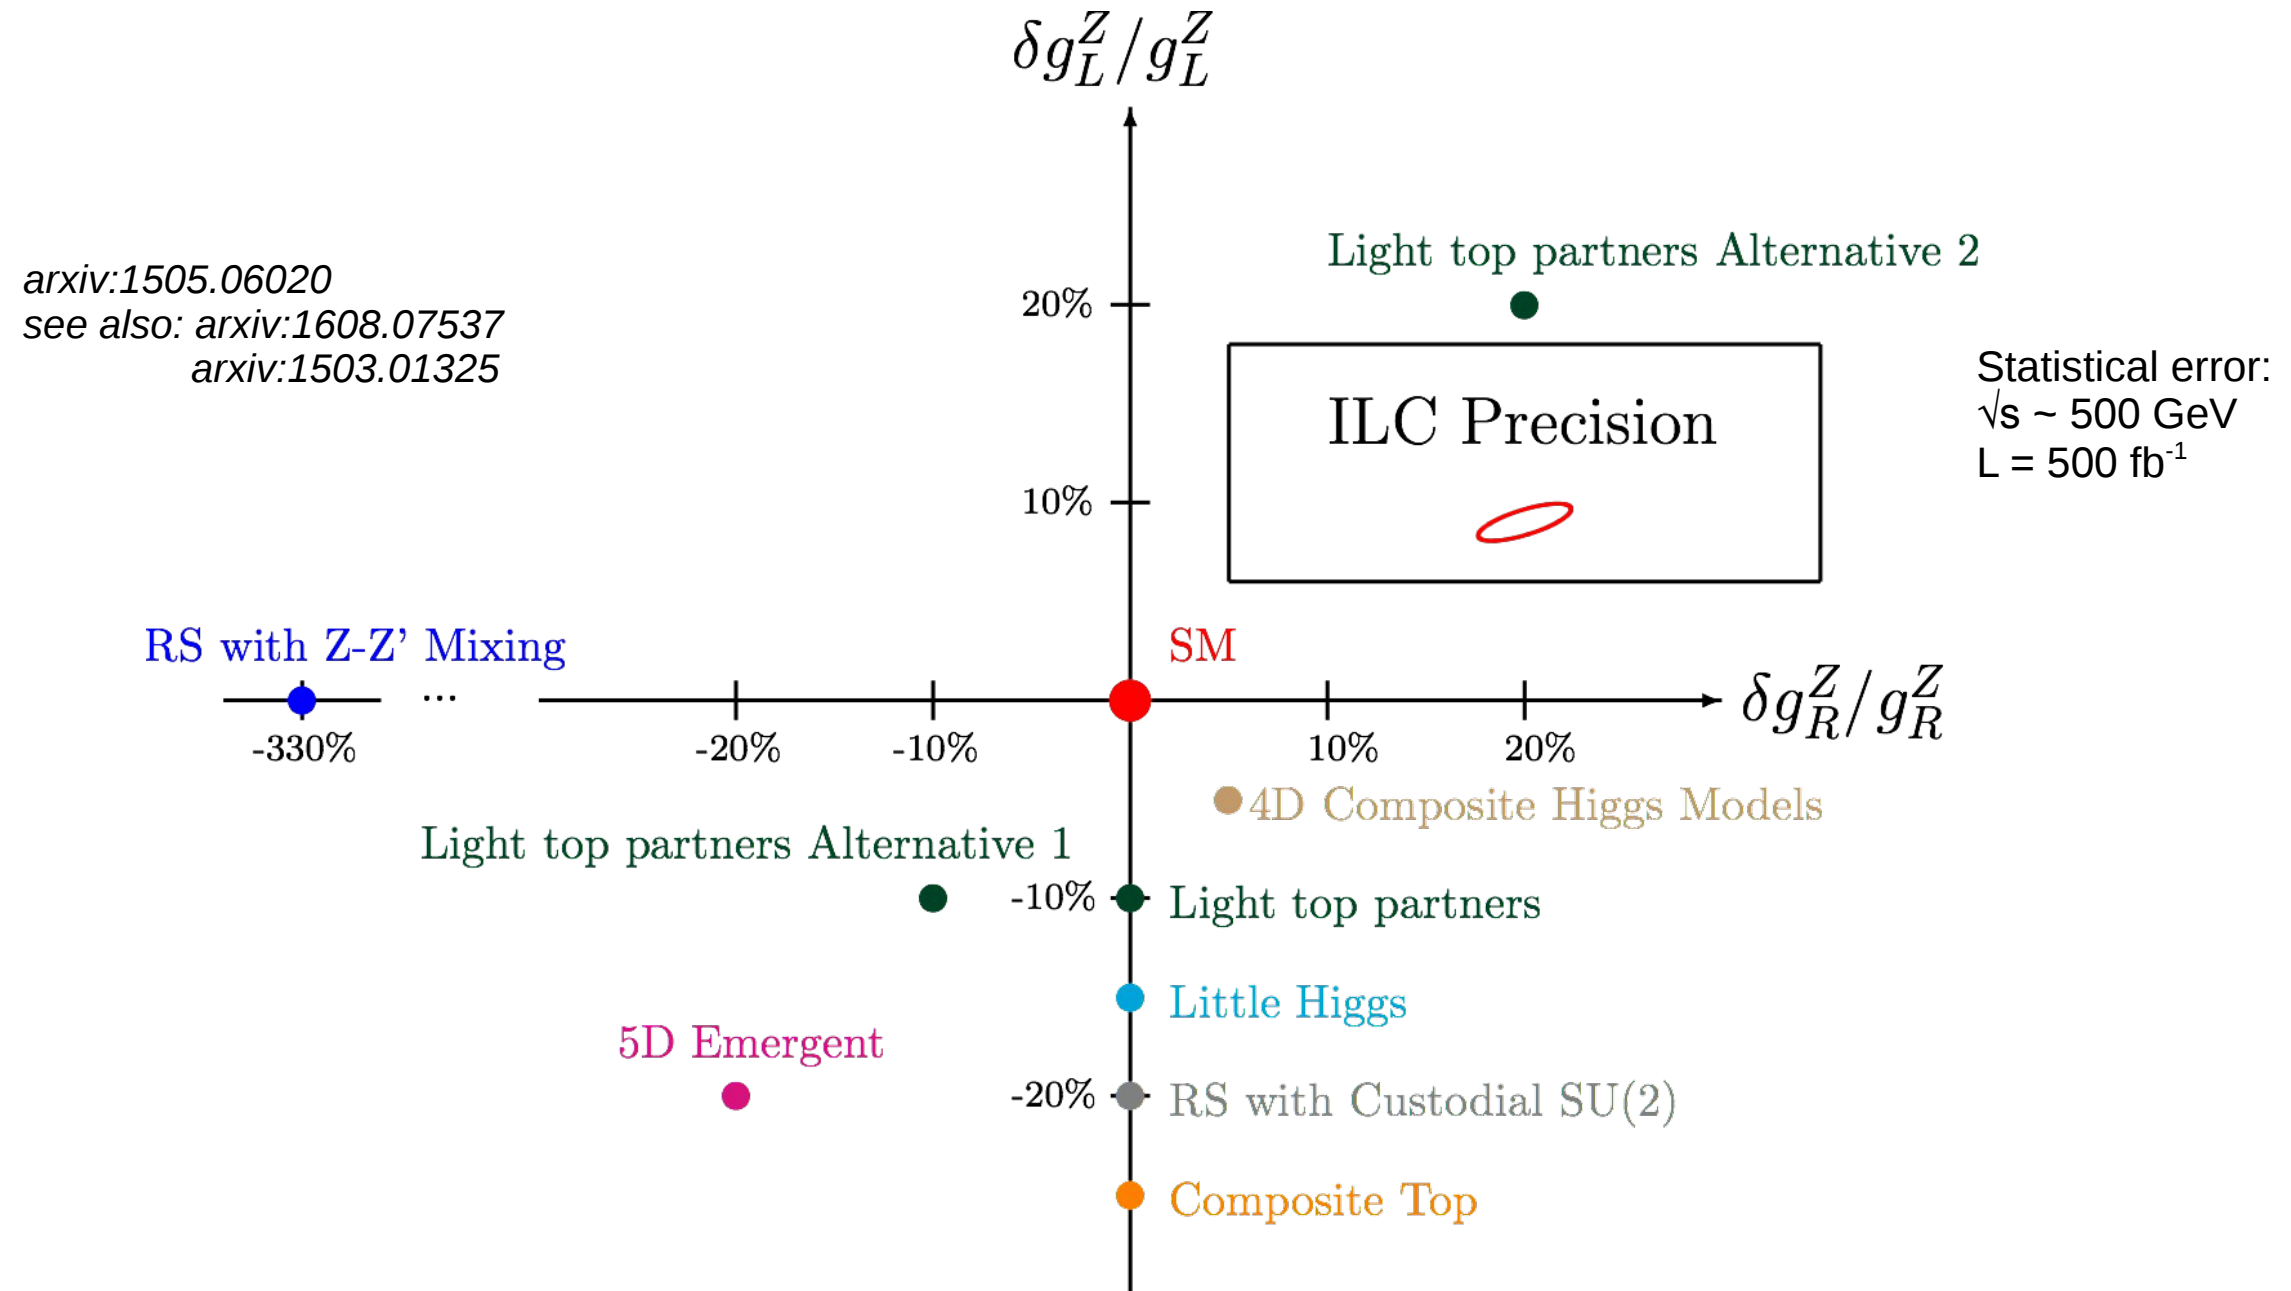 δg_L^Z/g_L^Z
Light top partners Alternative 2
arxiv:1505.06020
see also: arxiv:1608.07537
arxiv:1503.01325
20%
Statistical error:
√s ~ 500 GeV
L = 500 fb⁻¹
ILC Precision
10%
RS with Z-Z’ Mixing
SM
...
δg_R^Z/g_R^Z
-330%
-20%
-10%
10%
20%
4D Composite Higgs Models
Light top partners Alternative 1
-10%
Light top partners
Little Higgs
5D Emergent
-20%
RS with Custodial SU(2)
Composite Top